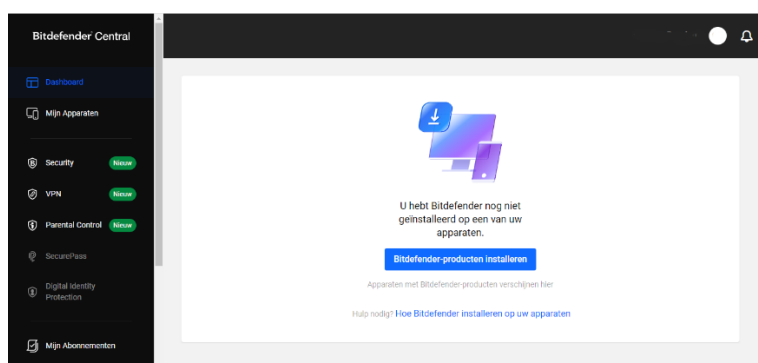 Bitdefender Central
Dashboard
Mijn Apparaten
Security Nieuw
VPN Nieuw
Parental Control Nieuw
SecurePass
Digital Identity
Protection
Mijn Abonnementen
U hebt Bitdefender nog niet
geïnstalleerd op een van uw
apparaten.
Bitdefender-producten installeren
Apparaten met Bitdefender-producten verschijnen hier
Hulp nodig? Hoe Bitdefender installeren op uw apparaten